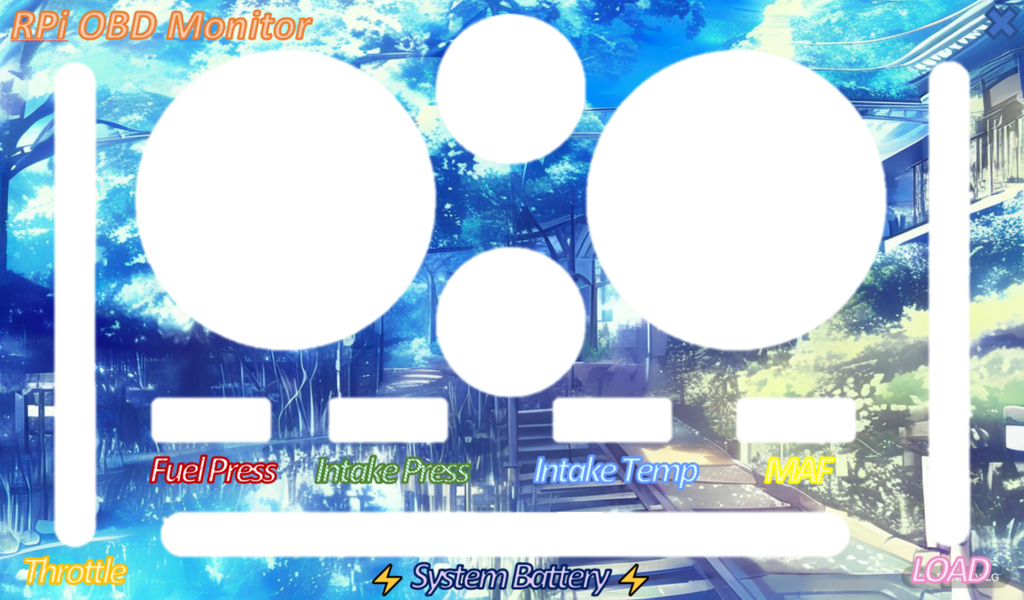 RPi OBD Monitor
Fuel Press
Intake Press
Intake Temp
MAF
Throttle
⚡ System Battery ⚡
LOAD